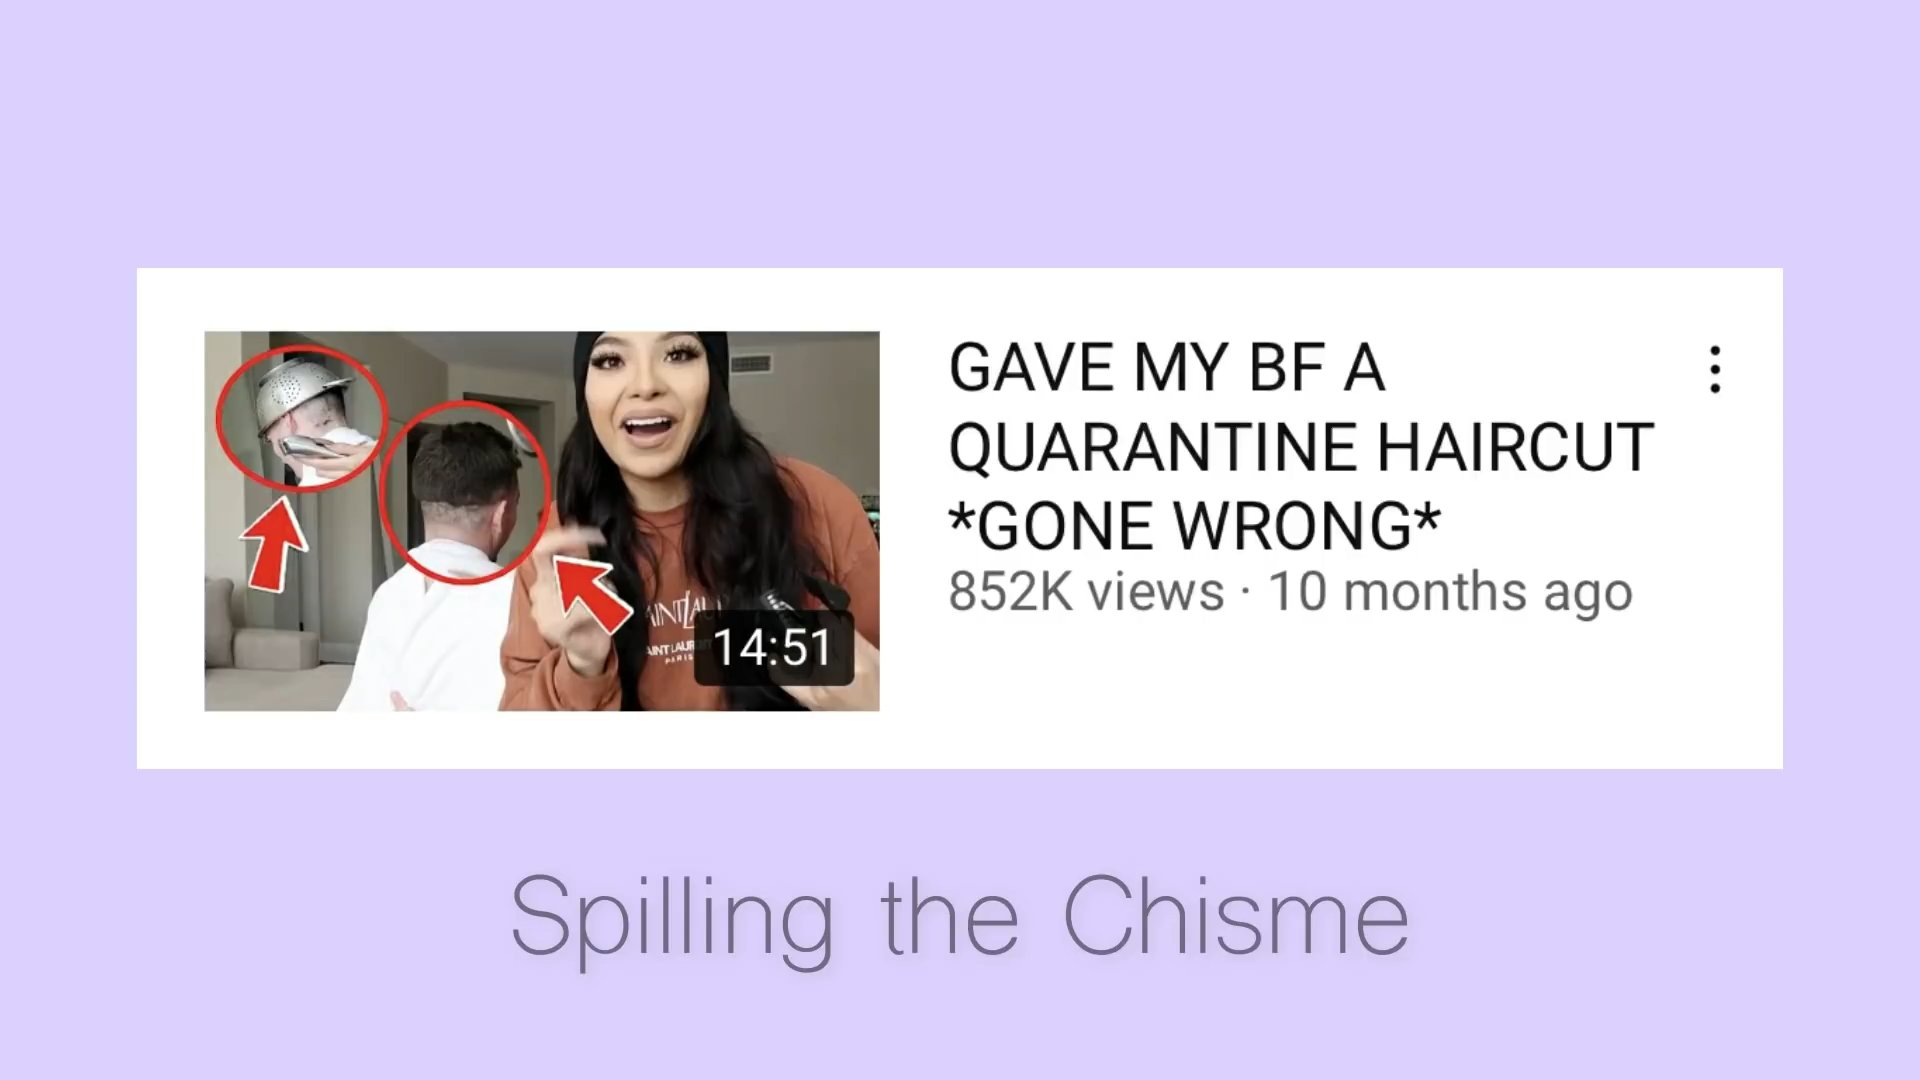 GAVE MY BF A
QUARANTINE HAIRCUT
*GONE WRONG*
852K views · 10 months ago
14:51
Spilling the Chisme